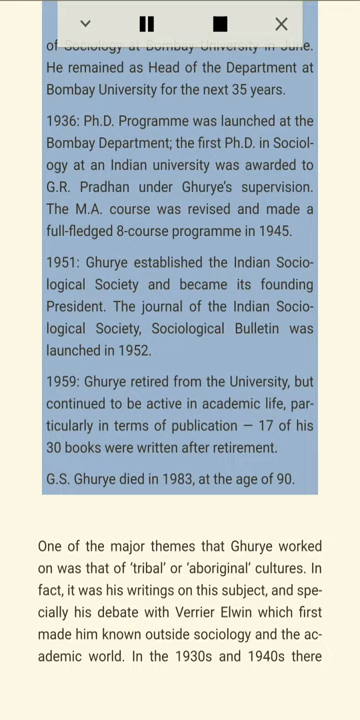 of Sociology at Bombay University in June.
He remained as Head of the Department at
Bombay University for the next 35 years.
1936: Ph.D. Programme was launched at the
Bombay Department; the first Ph.D. in Sociol-
ogy at an Indian university was awarded to
G.R. Pradhan under Ghurye's supervision.
The M.A. course was revised and made a
full-fledged 8-course programme in 1945.
1951: Ghurye established the Indian Socio-
logical Society and became its founding
President. The journal of the Indian Socio-
logical Society, Sociological Bulletin was
launched in 1952.
1959: Ghurye retired from the University, but
continued to be active in academic life, par-
ticularly in terms of publication — 17 of his
30 books were written after retirement.
G.S. Ghurye died in 1983, at the age of 90.
One of the major themes that Ghurye worked
on was that of ‘tribal’ or ‘aboriginal’ cultures. In
fact, it was his writings on this subject, and spe-
cially his debate with Verrier Elwin which first
made him known outside sociology and the ac-
ademic world. In the 1930s and 1940s there